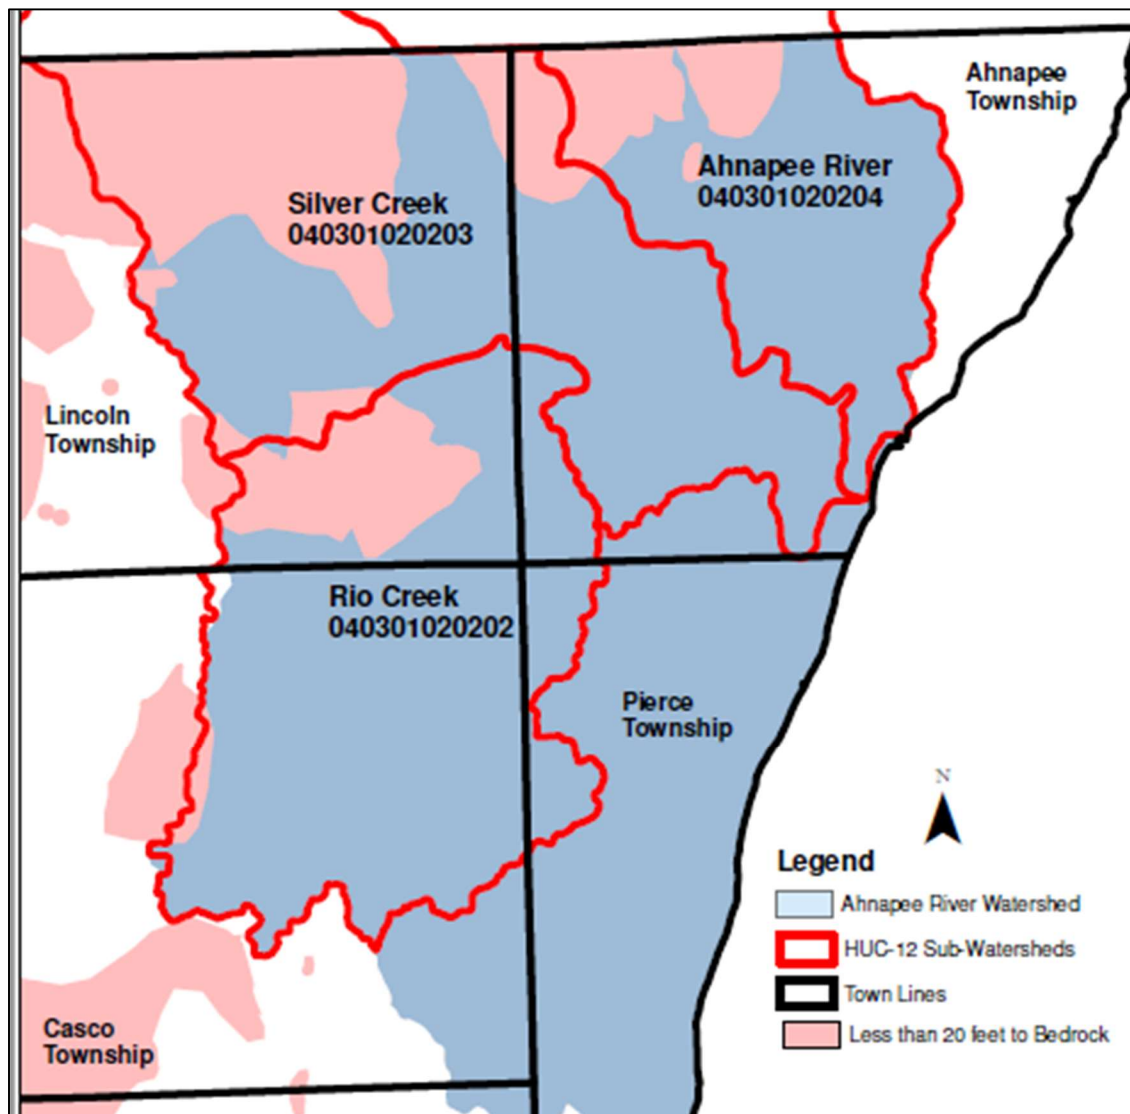 Ahnapee
Township
Ahnapee River
040301020204
Silver Creek
040301020203
Lincoln
Township
Rio Creek
040301020202
Pierce
Township
N
Legend
Ahnapee River Watershed
HUC-12 Sub-Watersheds
Town Lines
Less than 20 feet to Bedrock
Casco
Township